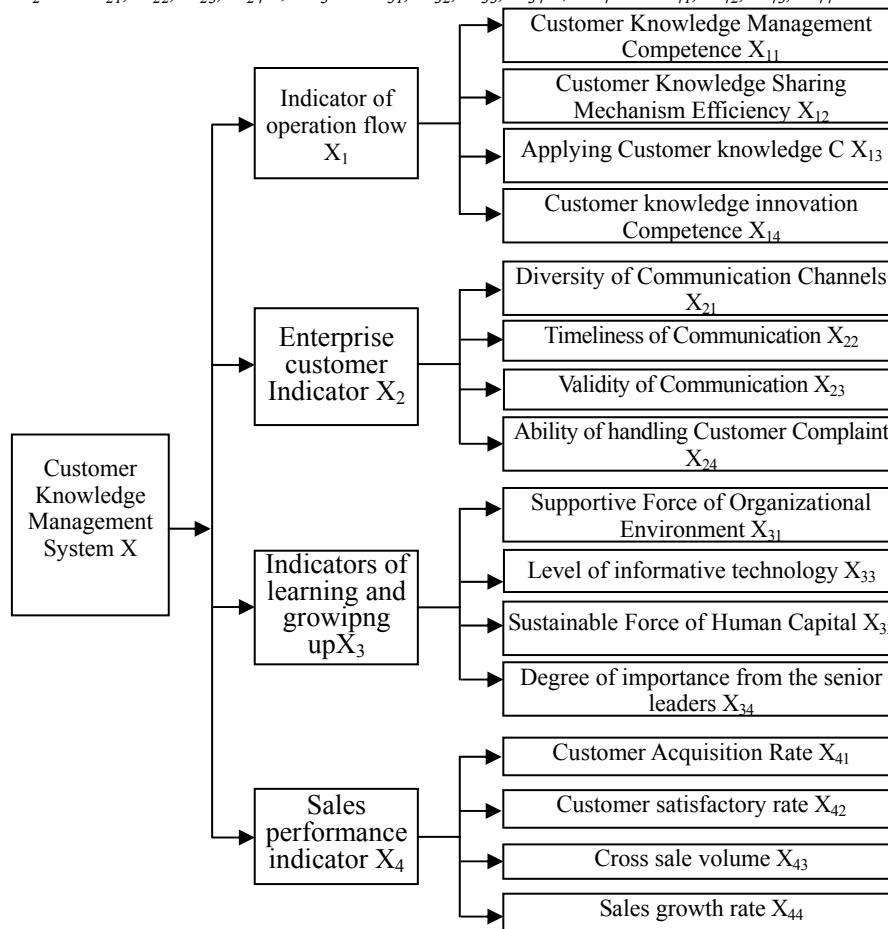 Customer Knowledge Management
Competence X11
Customer Knowledge Sharing
Mechanism Efficiency X12
Indicator of
operation flow
X1
Applying Customer knowledge C X13
Customer knowledge innovation
Competence X14
Diversity of Communication Channels
X21
Timeliness of Communication X22
Enterprise
customer
Indicator X2
Validity of Communication X23
Ability of handling Customer Complaint
X24
Customer
Knowledge
Management
System X
Supportive Force of Organizational
Environment X31
Level of informative technology X33
Indicators of
learning and
growipng
upX3
Sustainable Force of Human Capital
Degree of importance from the senior
leaders X34
Customer Acquisition Rate X41
Customer satisfactory rate X42
Sales
performance
indicator X4
Cross sale volume X43
Sales growth rate X44